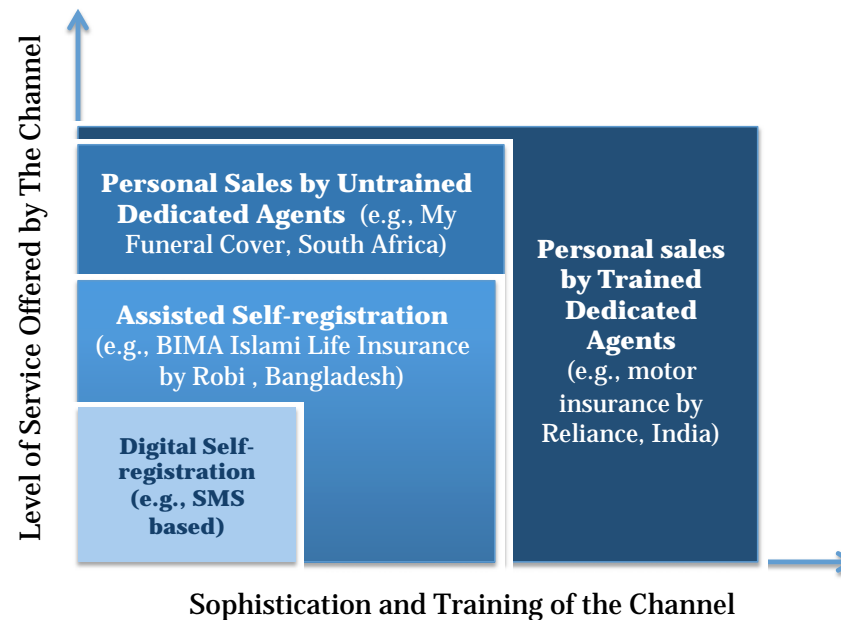 Level of Service Offered by The Channel
Personal Sales by Untrained
Dedicated Agents (e.g., My
Funeral Cover, South Africa)
Assisted Self-registration
(e.g., BIMA Islami Life Insurance
by Robi , Bangladesh)
Digital Self-
registration
(e.g., SMS
based)
Personal sales
by Trained
Dedicated
Agents
(e.g., motor
insurance by
Reliance, India)
Sophistication and Training of the Channel